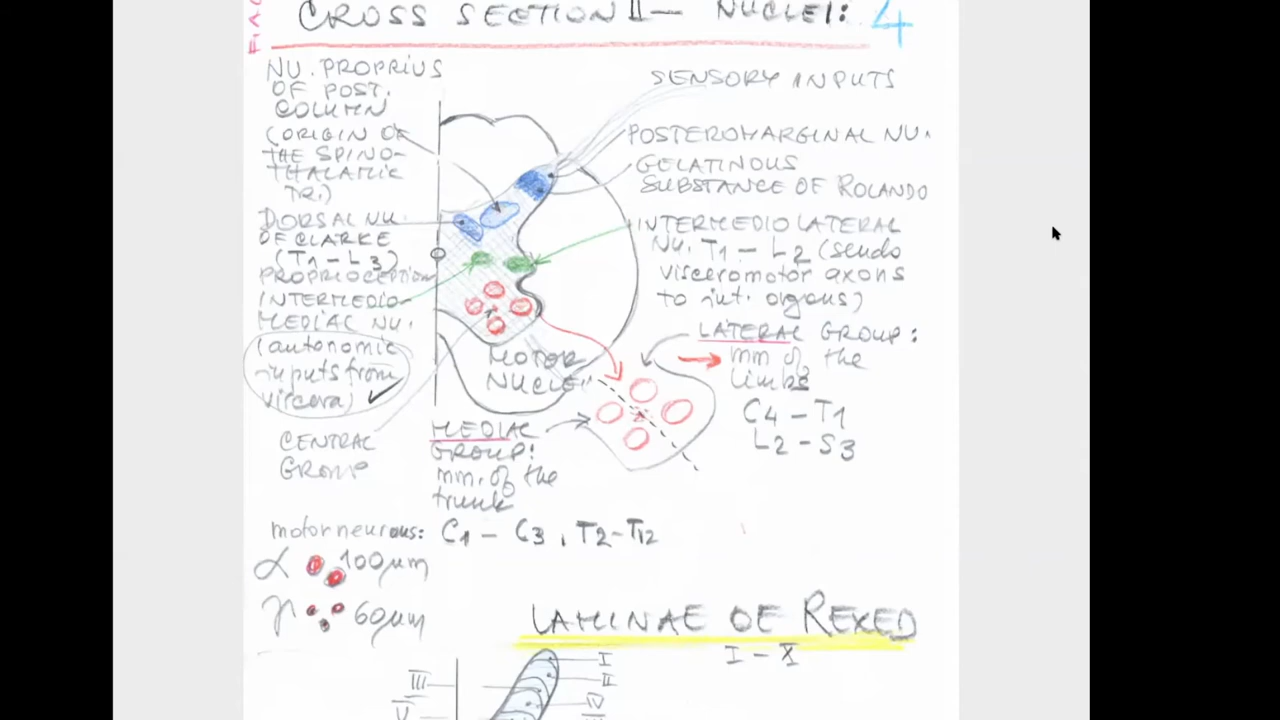 CROSS SECTION II — NUCLEI: 4
NU. PROPRIUS
OF POST.
COLUMN
(ORIGIN OF
THE SPINO-
THALAMIC
TR.)
DORSAL NU.
OF CLARKE
(T1 – L3)
PROPRIOCEPTION
INTERMEDIO-
MEDIAL NU.
(autonomic
inputs from
viscera)
CENTRAL
GROUP
SENSORY INPUTS
POSTEROMARGINAL NU.
GELATINOUS
SUBSTANCE OF ROLANDO
INTERMEDIO LATERAL
NU. T1 – L2 (sends
visceromotor axons
to int. organs)
LATERAL GROUP:
mm of the
limbs
C4 – T1
L2 – S3
MOTOR
NUCLEI
MEDIAL
GROUP:
mm. of the
trunk
motor neurons: C1 – C3, T2–T12
α 100μm
γ 60μm
LAMINAE OF REXED
I – X
I
II
III
IV
V